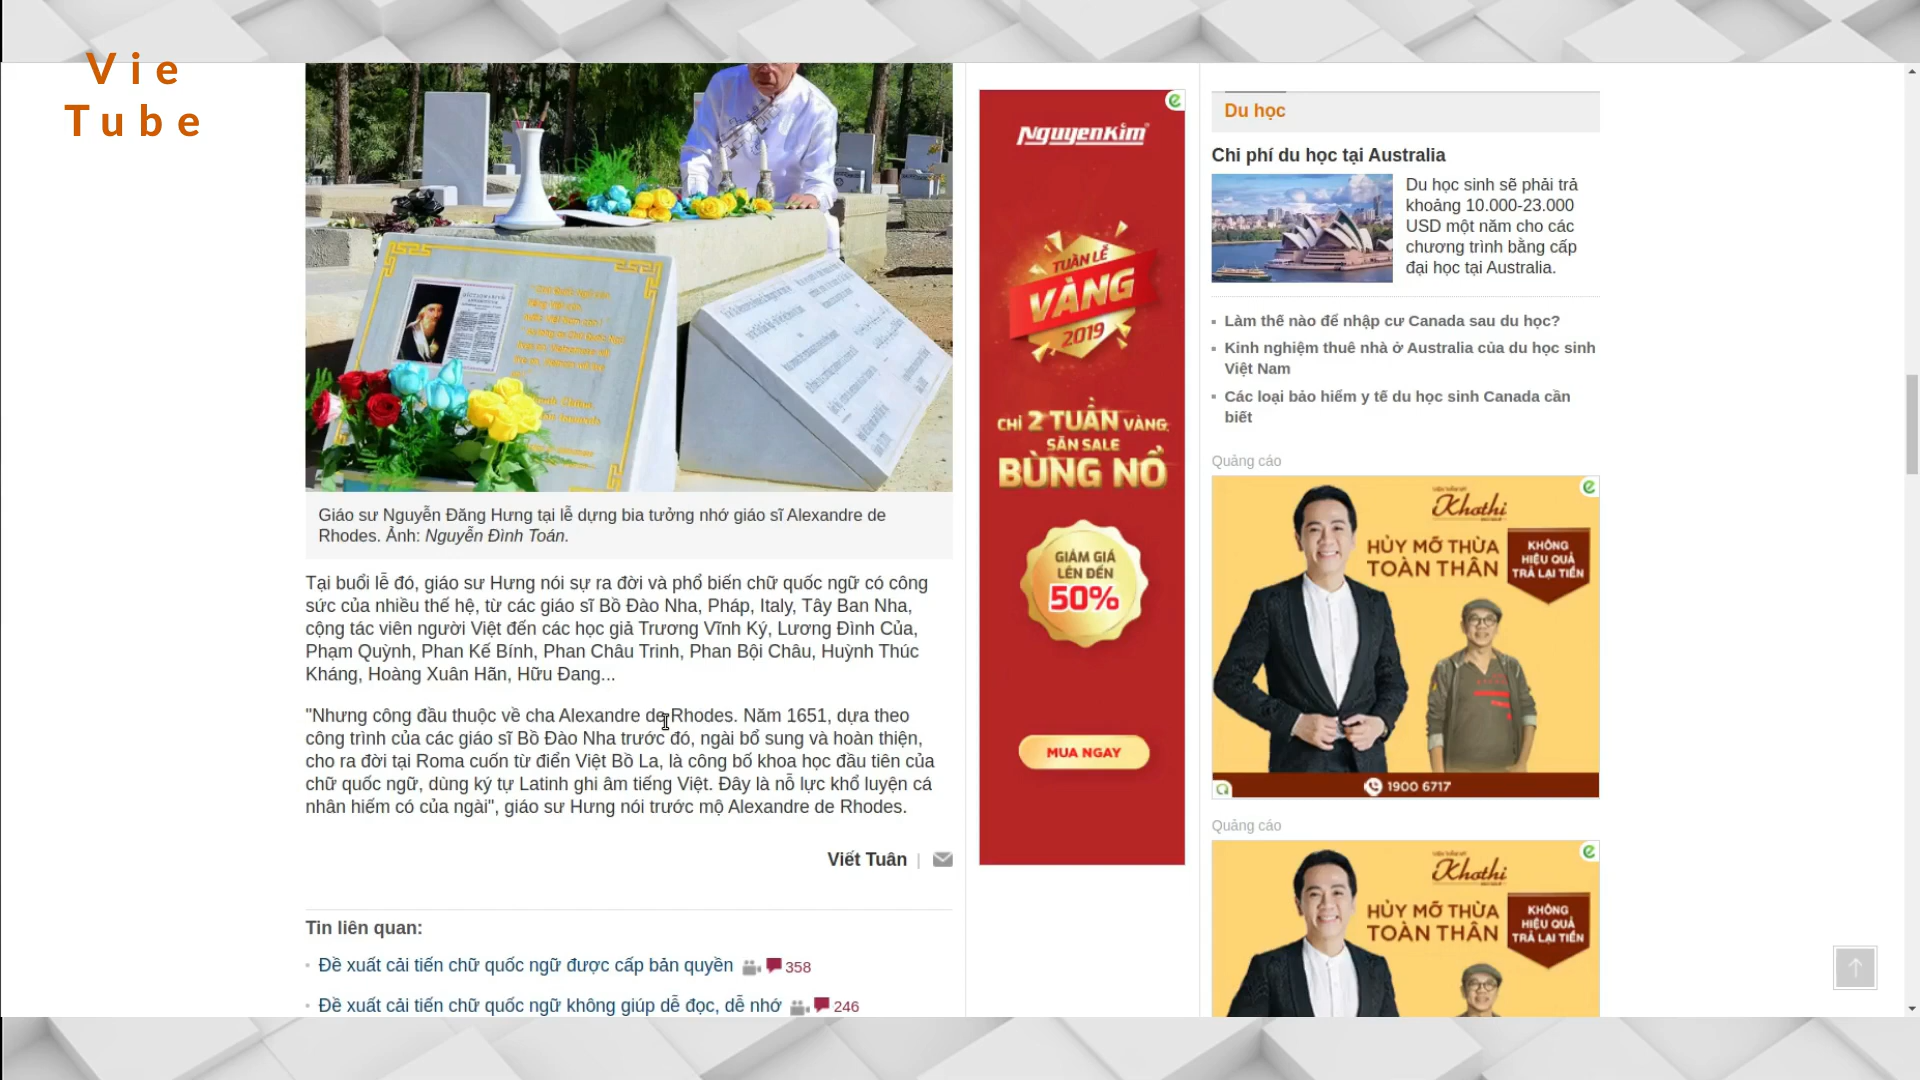 Vie
Tube
Giáo sư Nguyễn Đăng Hưng tại lễ dựng bia tưởng nhớ giáo sĩ Alexandre de
Rhodes. Ảnh: Nguyễn Đình Toán.
Tại buổi lễ đó, giáo sư Hưng nói sự ra đời và phổ biến chữ quốc ngữ có công
sức của nhiều thế hệ, từ các giáo sĩ Bồ Đào Nha, Pháp, Italy, Tây Ban Nha,
cộng tác viên người Việt đến các học giả Trương Vĩnh Ký, Lương Đình Của,
Phạm Quỳnh, Phan Kế Bính, Phan Châu Trinh, Phan Bội Châu, Huỳnh Thúc
Kháng, Hoàng Xuân Hãn, Hữu Đang...
"Nhưng công đầu thuộc về cha Alexandre de Rhodes. Năm 1651, dựa theo
công trình của các giáo sĩ Bồ Đào Nha trước đó, ngài bổ sung và hoàn thiện,
cho ra đời tại Roma cuốn từ điển Việt Bồ La, là công bố khoa học đầu tiên của
chữ quốc ngữ, dùng ký tự Latinh ghi âm tiếng Việt. Đây là nỗ lực khổ luyện cá
nhân hiếm có của ngài", giáo sư Hưng nói trước mộ Alexandre de Rhodes.
Viết Tuân |
Tin liên quan:
Đề xuất cải tiến chữ quốc ngữ được cấp bản quyền 358
Đề xuất cải tiến chữ quốc ngữ không giúp dễ đọc, dễ nhớ 246
NguyenKim
TUẦN LỄ
VÀNG
2019
CHỈ 2 TUẦN VÀNG,
SĂN SALE
BÙNG NỔ
GIẢM GIÁ
LÊN ĐẾN
50%
MUA NGAY
Du học
Chi phí du học tại Australia
Du học sinh sẽ phải trả
khoảng 10.000-23.000
USD một năm cho các
chương trình bằng cấp
đại học tại Australia.
Làm thế nào để nhập cư Canada sau du học?
Kinh nghiệm thuê nhà ở Australia của du học sinh
Việt Nam
Các loại bảo hiểm y tế du học sinh Canada cần
biết
Quảng cáo
Khothi
HỦY MỠ THỪA
TOÀN THÂN
KHÔNG
HIỆU QUẢ
TRẢ LẠI TIỀN
1900 6717
Quảng cáo
Khothi
HỦY MỠ THỪA
TOÀN THÂN
KHÔNG
HIỆU QUẢ
TRẢ LẠI TIỀN